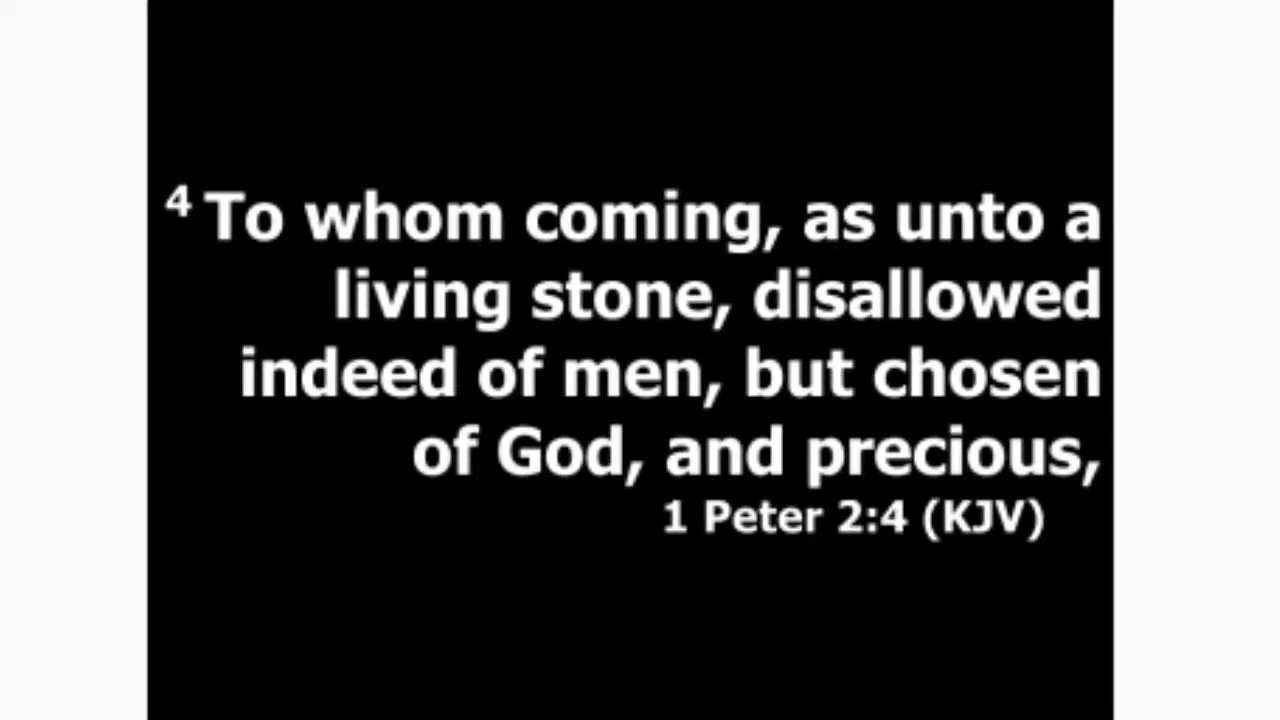 4 To whom coming, as unto a
living stone, disallowed
indeed of men, but chosen
of God, and precious,
1 Peter 2:4 (KJV)